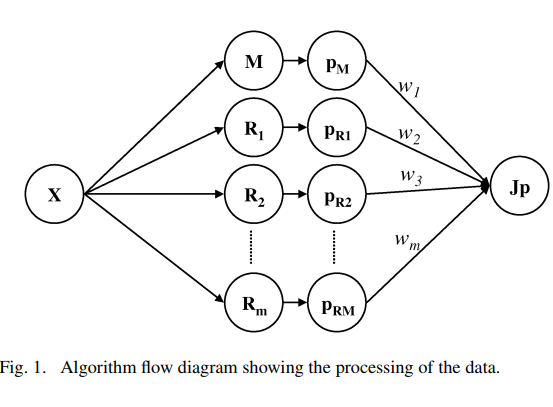 M
p_M
w_1
R_1
p_R1
w_2
X
R_2
p_R2
w_3
Jp
w_m
R_m
p_RM
Fig. 1. Algorithm flow diagram showing the processing of the data.